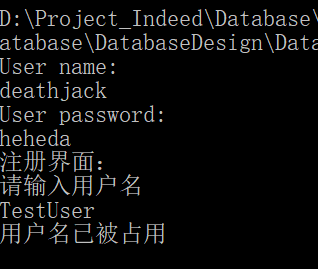 D:\Project_Indeed\Database\
atabase\DatabaseDesign\Data
User name:
deathjack
User password:
heheda
注册界面：
请输入用户名
TestUser
用户名已被占用